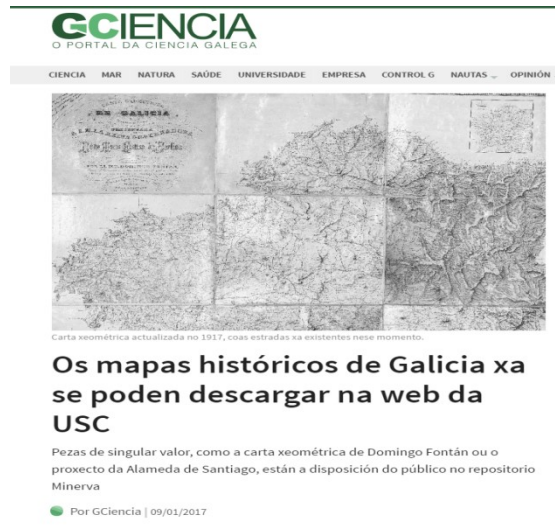 GCIENCIA
O PORTAL DA CIENCIA GALEGA
CIENCIA MAR NATURA SAÚDE UNIVERSIDADE EMPRESA CONTROL G NAUTAS OPINIÓN
DE GALICIA,
Carta xeométrica actualizada no 1917, coas estradas xa existentes nese momento.
Os mapas históricos de Galicia xa
se poden descargar na web da
USC
Pezas de singular valor, como a carta xeométrica de Domingo Fontán ou o
proxecto da Alameda de Santiago, están a disposición do público no repositorio
Minerva
Por GCiencia | 09/01/2017